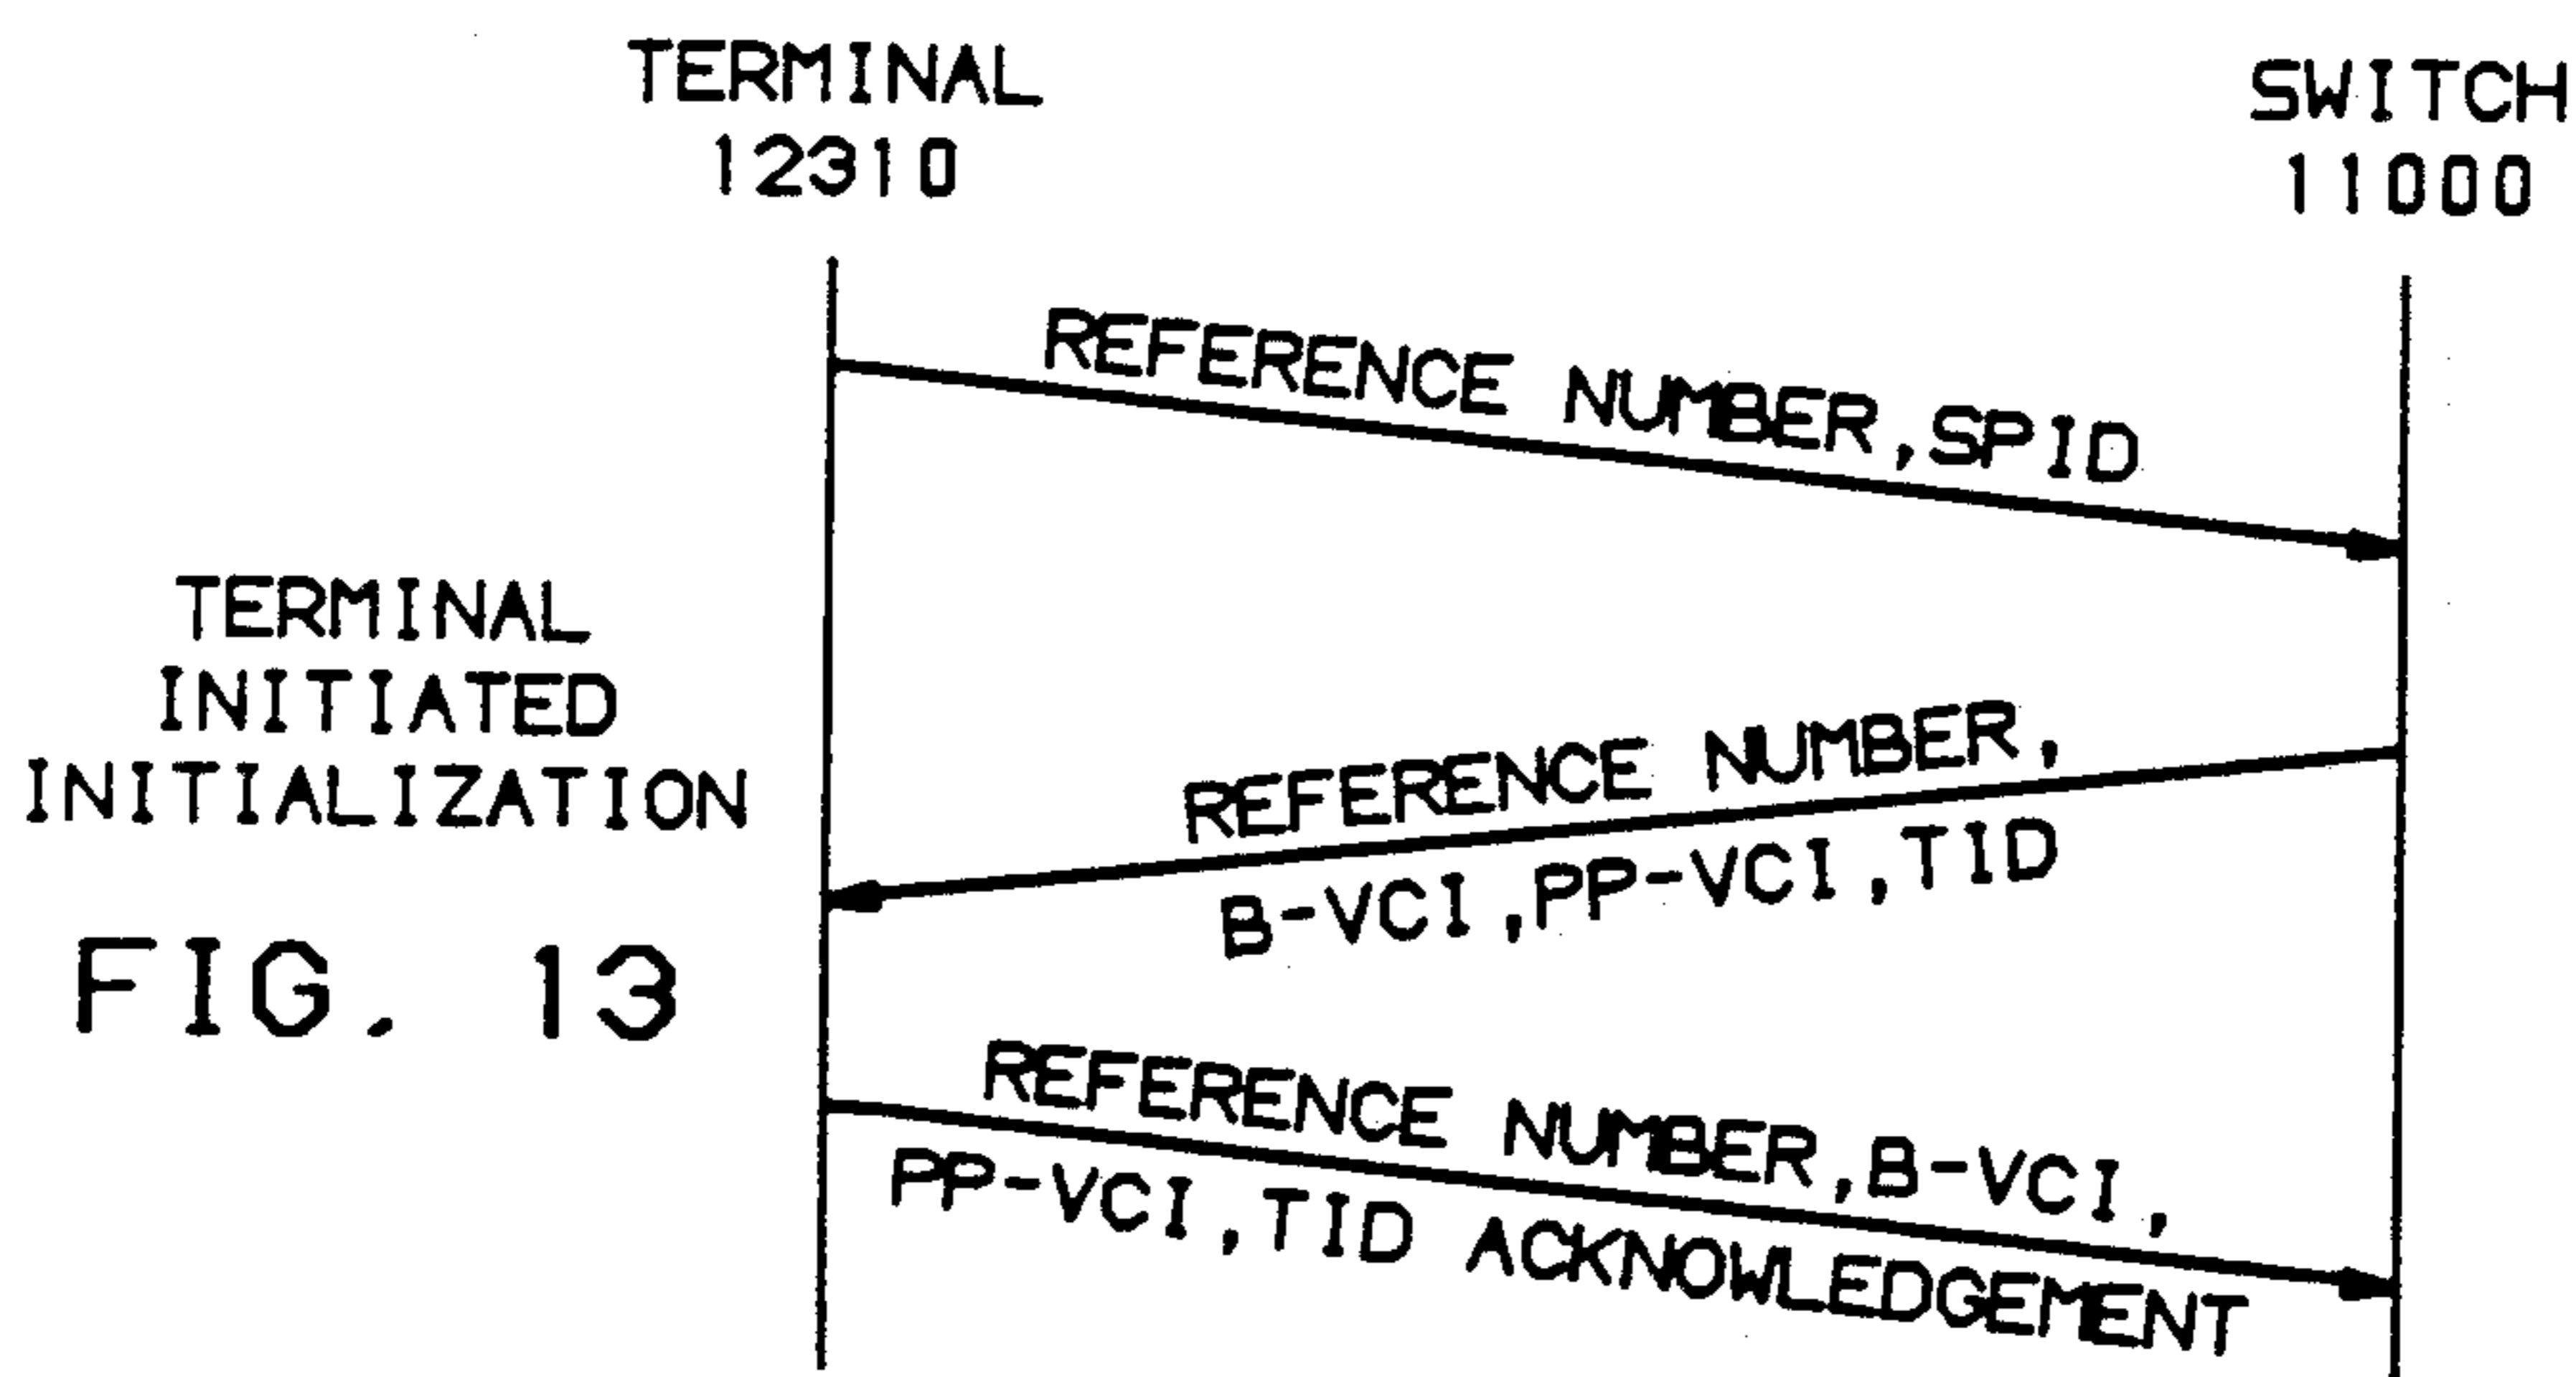 TERMINAL
12310
SWITCH
11000
REFERENCE NUMBER,SPID
TERMINAL
INITIATED
INITIALIZATION
REFERENCE NUMBER,
B-VCI,PP-VCI,TID
FIG. 13
REFERENCE NUMBER,B-VCI,
PP-VCI,TID ACKNOWLEDGEMENT